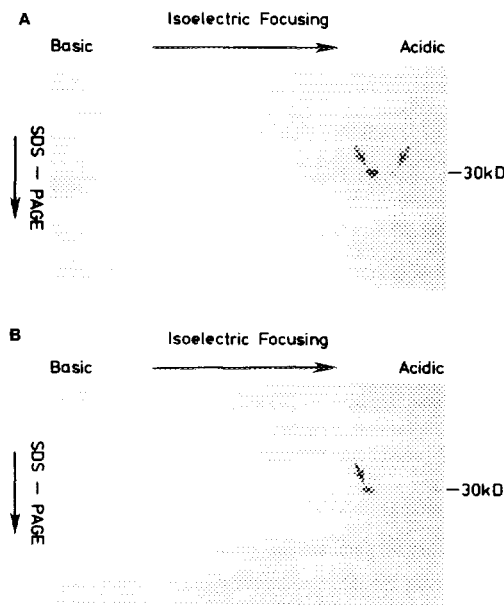 A
Isoelectric Focusing
Basic
Acidic
SDS – PAGE
–30kD
B
Isoelectric Focusing
Basic
Acidic
SDS – PAGE
–30kD